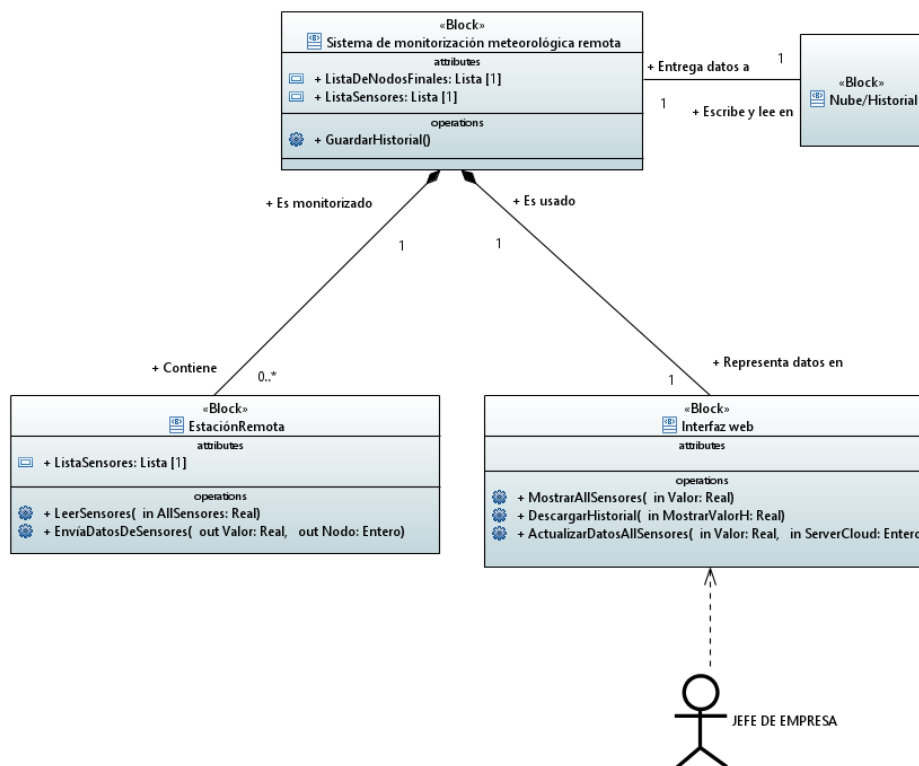 «Block»
Sistema de monitorización meteorológica remota
attributes
+ ListaDeNodosFinales: Lista [1]
+ ListaSensores: Lista [1]
operations
+ GuardarHistorial()
+ Entrega datos a
1
1
+ Escribe y lee en
«Block»
Nube/Historial
+ Es monitorizado
1
+ Es usado
1
+ Contiene
0..*
+ Representa datos en
1
«Block»
EstaciónRemota
attributes
+ ListaSensores: Lista [1]
operations
+ LeerSensores( in AllSensores: Real)
+ EnvíaDatosDeSensores( out Valor: Real, out Nodo: Entero)
«Block»
Interfaz web
attributes
operations
+ MostrarAllSensores( in Valor: Real)
+ DescargarHistorial( in MostrarValorH: Real)
+ ActualizarDatosAllSensores( in Valor: Real, in ServerCloud: Entero
JEFE DE EMPRESA